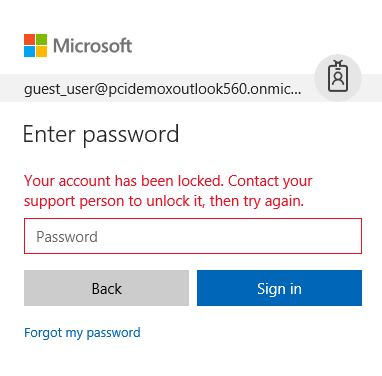 Microsoft
guest_user@pcidemoxoutlook560.onmic...
Enter password
Your account has been locked. Contact your
support person to unlock it, then try again.
Password
Back
Sign in
Forgot my password